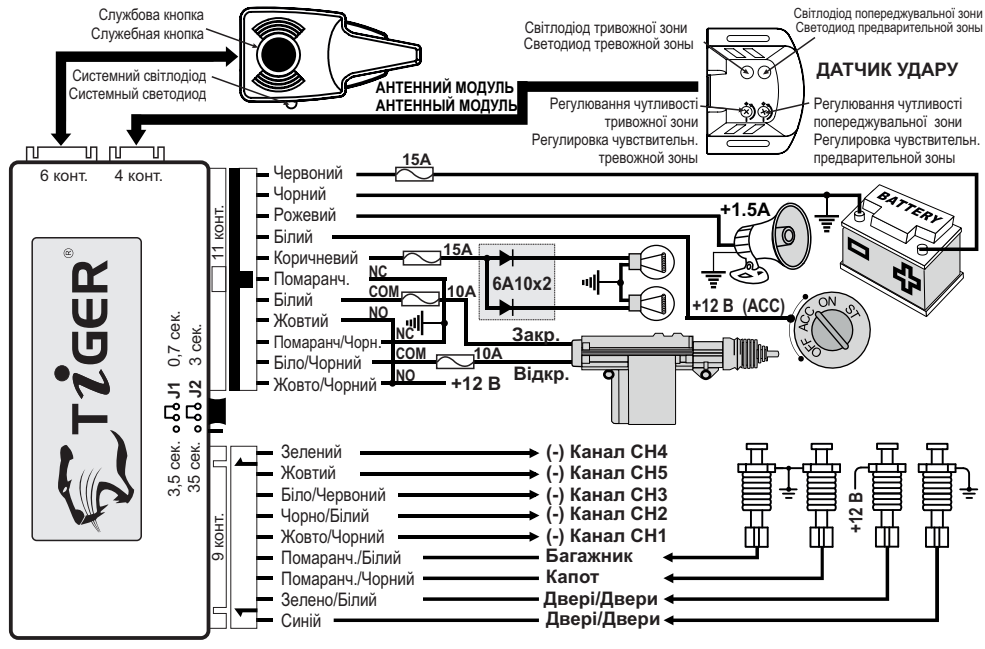 Службова кнопка
Служебная кнопка
Системний світлодіод
Системный светодиод
АНТЕННИЙ МОДУЛЬ
АНТЕННЫЙ МОДУЛЬ
Світлодіод тривожної зони
Светодиод тревожной зоны
Світлодіод попереджувальної зони
Светодиод предварительной зоны
ДАТЧИК УДАРУ
Регулювання чутливості
тривожної зони
Регулировка чувствительн.
тревожной зоны
Регулювання чутливості
попереджувальної зони
Регулировка чувствительн.
предварительной зоны
6 конт.
4 конт.
11 конт.
9 конт.
TiGER ®
0,7 сек.
3 сек.
J1
J2
3,5 сек.
35 сек.
Червоний
15A
Чорний
Рожевий
+1.5A
Білий
Коричневий
15A
6A10x2
Помаранч.
NC
Білий
COM
10A
Жовтий
NO
Помаранч/Чорн.
NC
Біло/Чорний
COM
10A
Жовто/Чорний
NO
+12 В
Закр.
Відкр.
+12 В (ACC)
BATTERY
OFF
ACC
ON
ST
Зелений
(-) Канал CH4
Жовтий
(-) Канал CH5
Біло/Червоний
(-) Канал CH3
Чорно/Білий
(-) Канал CH2
Жовто/Чорний
(-) Канал CH1
Помаранч./Білий
Багажник
Помаранч./Чорний
Капот
Зелено/Білий
Двері/Двери
Синій
Двері/Двери
+12 В